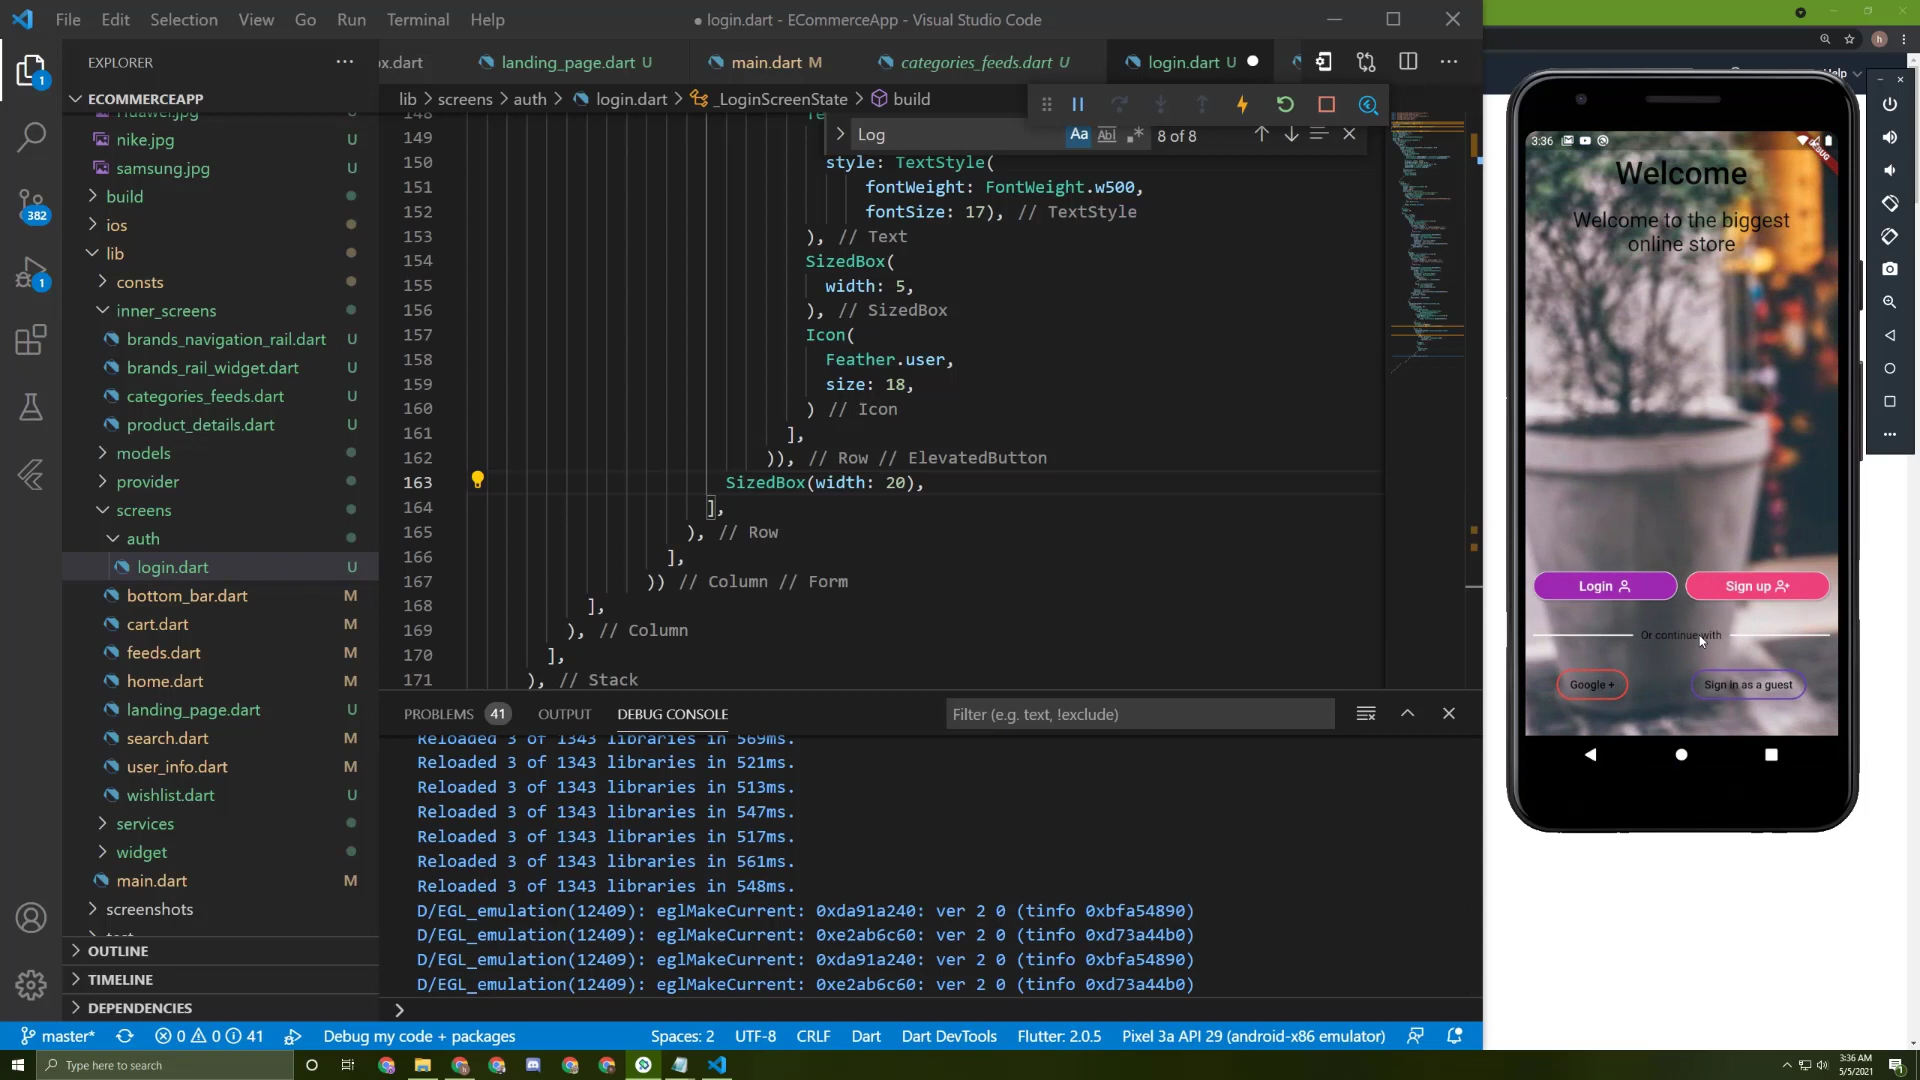 File Edit Selection View Go Run Terminal Help
● login.dart - ECommerceApp - Visual Studio Code
EXPLORER
ECOMMERCEAPP
nike.jpg U
samsung.jpg U
build
ios
lib
consts
inner_screens
brands_navigation_rail.dart U
brands_rail_widget.dart U
categories_feeds.dart U
product_details.dart U
models
provider
screens
auth
login.dart U
bottom_bar.dart M
cart.dart M
feeds.dart M
home.dart M
landing_page.dart U
search.dart M
user_info.dart M
wishlist.dart U
services
widget
main.dart M
screenshots
OUTLINE
TIMELINE
DEPENDENCIES
1
382
1
x.dart landing_page.dart U main.dart M categories_feeds.dart U login.dart U
lib > screens > auth > login.dart > _LoginScreenState > build
Log Aa Abl 8 of 8
148
149
150 style: TextStyle(
151 fontWeight: FontWeight.w500,
152 fontSize: 17), // TextStyle
153 ), // Text
154 SizedBox(
155 width: 5,
156 ), // SizedBox
157 Icon(
158 Feather.user,
159 size: 18,
160 ) // Icon
161 ],
162 )), // Row // ElevatedButton
163 SizedBox(width: 20),
164 ],
165 ), // Row
166 ],
167 )) // Column // Form
168 ],
169 ), // Column
170 ],
171 ), // Stack
PROBLEMS 41 OUTPUT DEBUG CONSOLE Filter (e.g. text, !exclude)
Reloaded 3 of 1343 libraries in 569ms.
Reloaded 3 of 1343 libraries in 521ms.
Reloaded 3 of 1343 libraries in 513ms.
Reloaded 3 of 1343 libraries in 547ms.
Reloaded 3 of 1343 libraries in 517ms.
Reloaded 3 of 1343 libraries in 561ms.
Reloaded 3 of 1343 libraries in 548ms.
D/EGL_emulation(12409): eglMakeCurrent: 0xda91a240: ver 2 0 (tinfo 0xbfa54890)
D/EGL_emulation(12409): eglMakeCurrent: 0xe2ab6c60: ver 2 0 (tinfo 0xd73a44b0)
D/EGL_emulation(12409): eglMakeCurrent: 0xda91a240: ver 2 0 (tinfo 0xbfa54890)
D/EGL_emulation(12409): eglMakeCurrent: 0xe2ab6c60: ver 2 0 (tinfo 0xd73a44b0)
master* 0 0 41 Debug my code + packages Spaces: 2 UTF-8 CRLF Dart Dart DevTools Flutter: 2.0.5 Pixel 3a API 29 (android-x86 emulator)
Type here to search
3:36 AM
5/5/2021
h
Help
3:36
DEBUG
Welcome
Welcome to the biggest
online store
Login
Sign up
Or continue with
Google +
Sign in as a guest